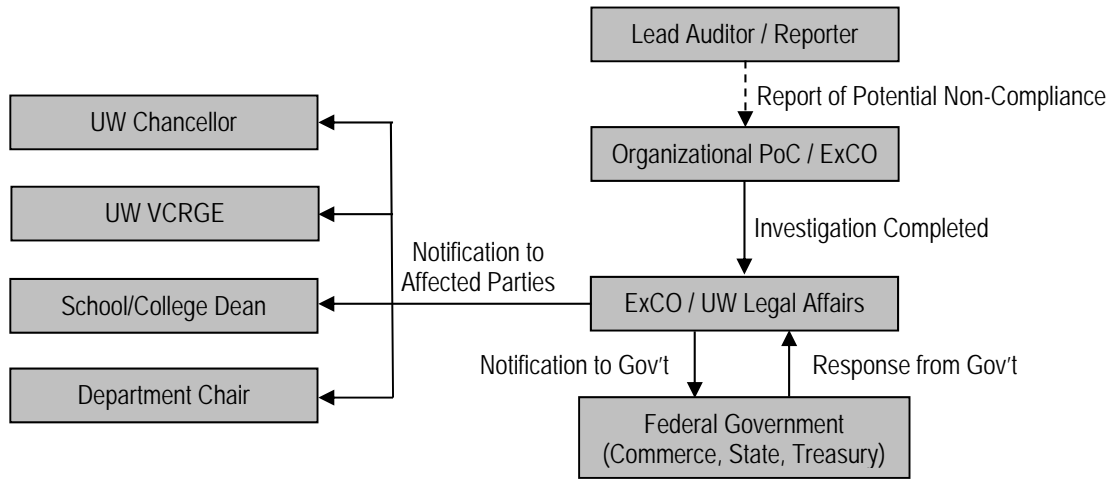 Lead Auditor / Reporter
Report of Potential Non-Compliance
UW Chancellor
Organizational PoC / ExCO
UW VCRGE
Investigation Completed
Notification to
Affected Parties
School/College Dean
ExCO / UW Legal Affairs
Notification to Gov't
Response from Gov't
Department Chair
Federal Government
(Commerce, State, Treasury)